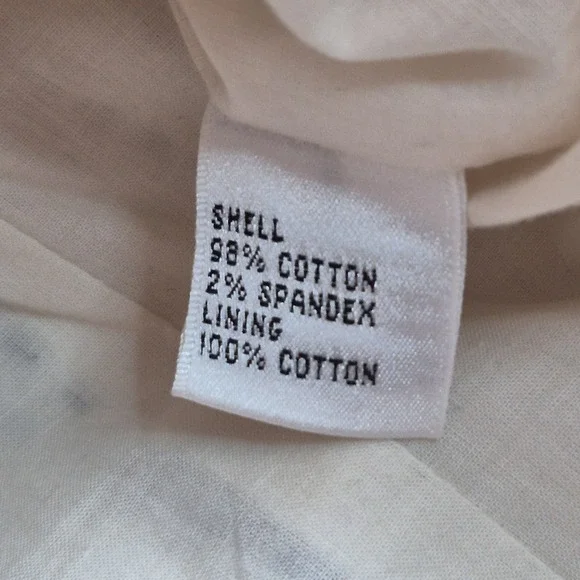 SHELL
98% COTTON
2% SPANDEX
LINING
100% COTTON